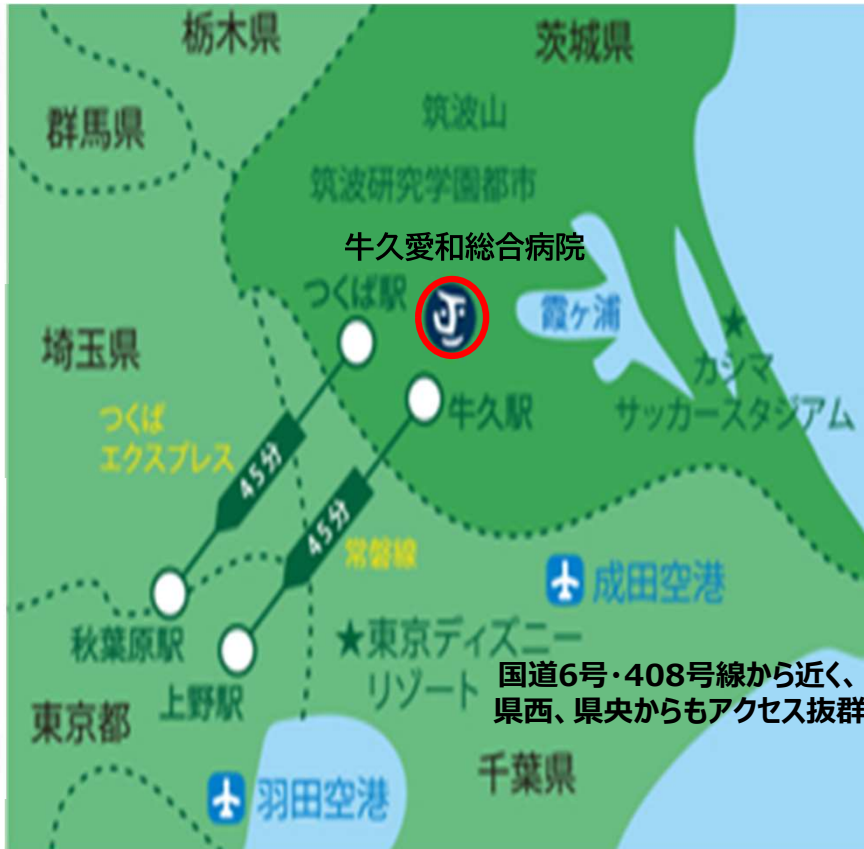 栃木県
茨城県
群馬県
筑波山
筑波研究学園都市
牛久愛和総合病院
つくば駅
霞ヶ浦
埼玉県
カシマ
サッカースタジアム
牛久駅
つくば
エクスプレス
45分
45分
常磐線
成田空港
秋葉原駅
★東京ディズニー
リゾート
上野駅
国道6号・408号線から近く、
県西、県央からもアクセス抜群
東京都
千葉県
羽田空港